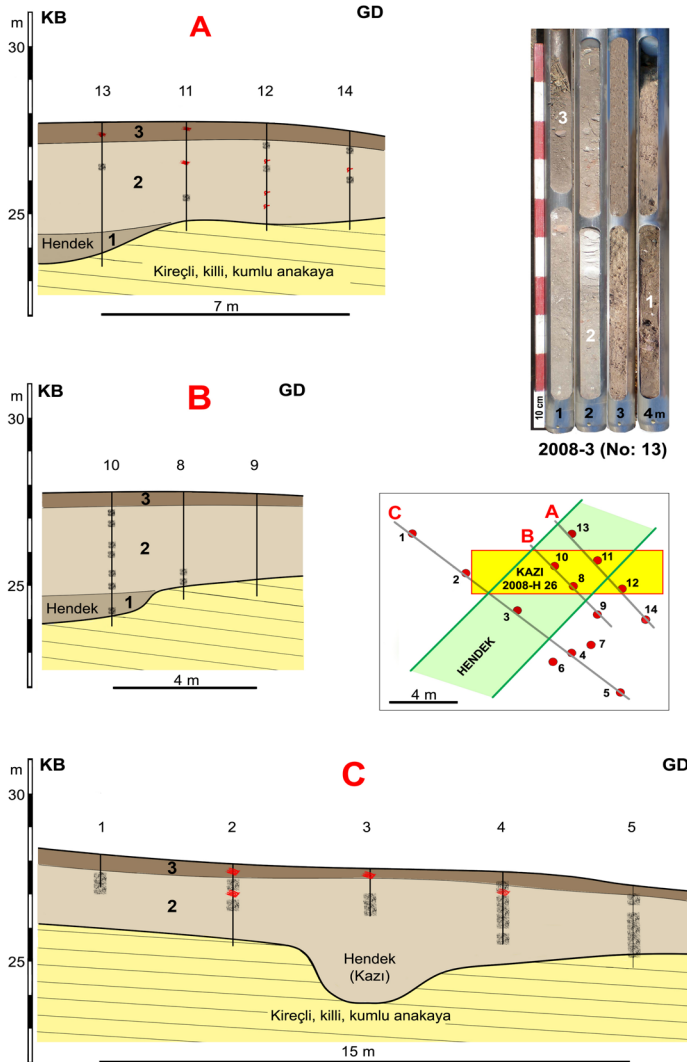 m
KB
GD
A
30
13
11
12
14
3
2
25
Hendek
1
Kireçli, killi, kumlu anakaya
7 m
3
2
1
10 cm
1
2
3
4 m
2008-3 (No: 13)
KB
GD
B
30
10
8
9
3
2
25
Hendek
1
4 m
C
A
1
13
B
2
10
11
KAZI
2008-H 26
8
12
3
9
14
HENDEK
7
6
4
5
4 m
m
KB
GD
C
30
1
2
3
4
5
3
2
25
Hendek
(Kazı)
Kireçli, killi, kumlu anakaya
15 m